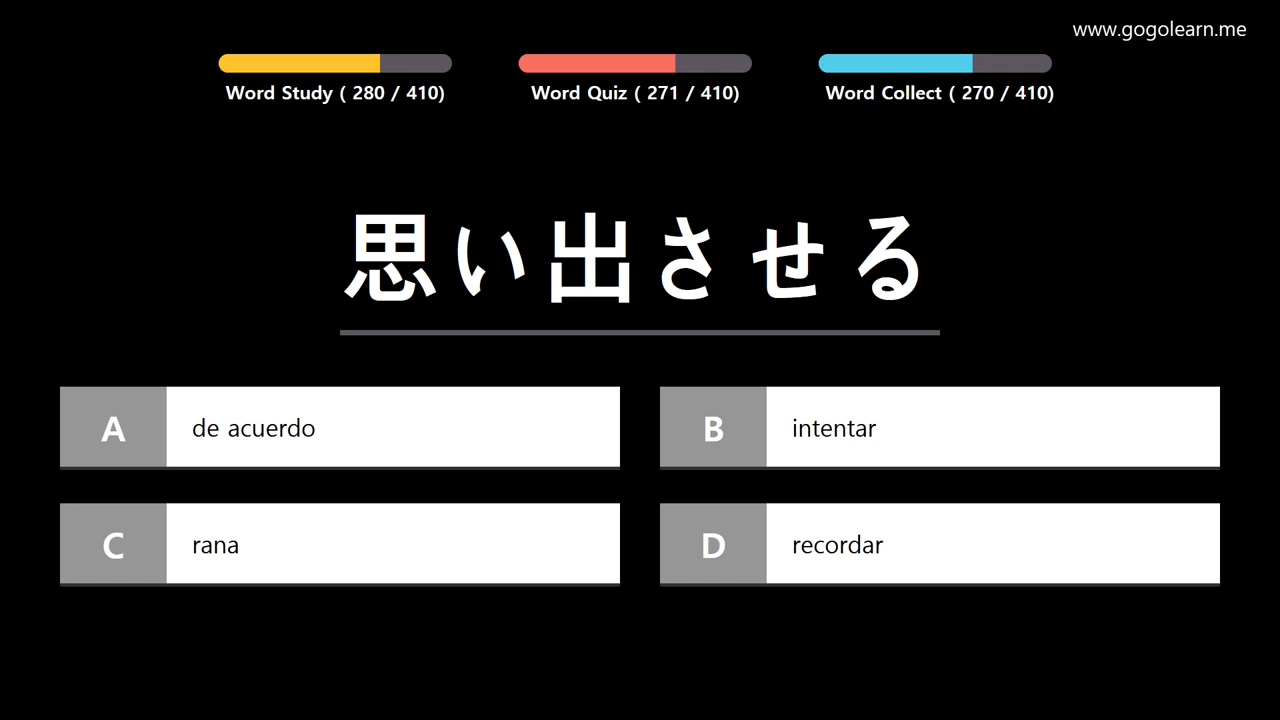 www.gogolearn.me
Word Study ( 280 / 410)
Word Quiz ( 271 / 410)
Word Collect ( 270 / 410)
思い出させる
A
de acuerdo
B
intentar
C
rana
D
recordar